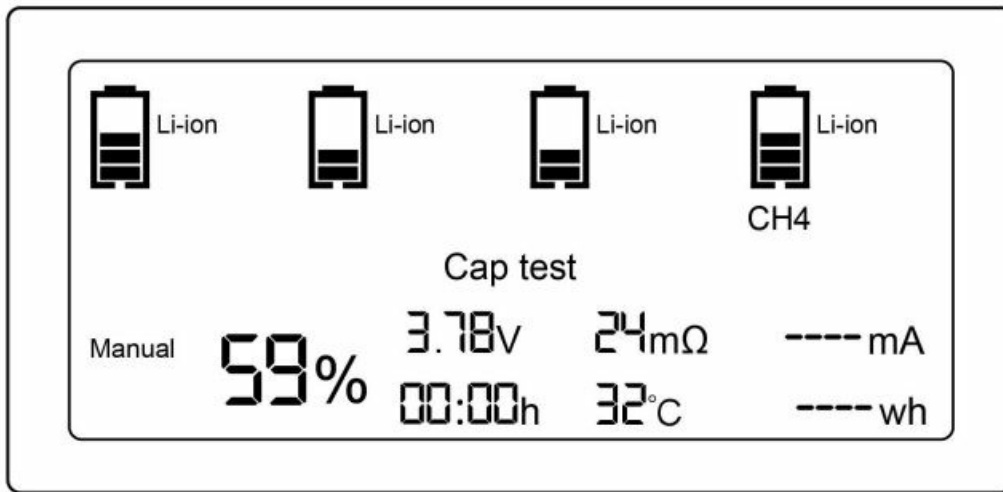 Li-ion Li-ion Li-ion Li-ion
CH4
Cap test
Manual 59% 3.78V 24mΩ ----mA
00:00h 32°C ----wh